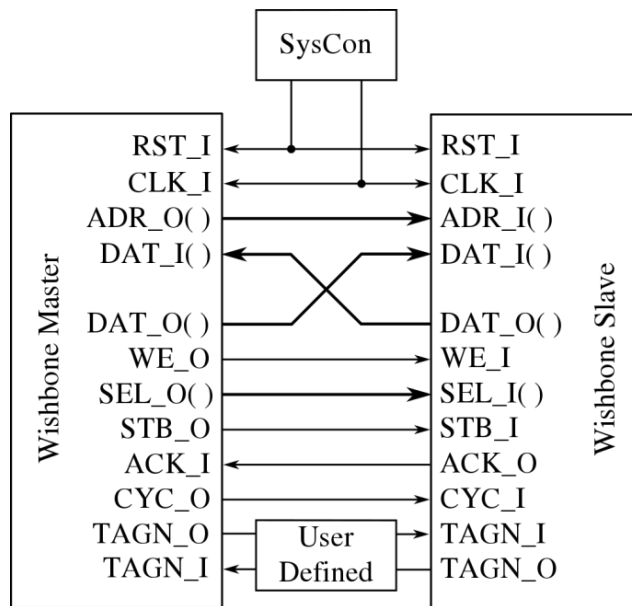 SysCon
Wishbone Master
RST_I
CLK_I
ADR_O( )
DAT_I( )
DAT_O( )
WE_O
SEL_O( )
STB_O
ACK_I
CYC_O
TAGN_O
TAGN_I
User
Defined
RST_I
CLK_I
ADR_I( )
DAT_I( )
DAT_O( )
WE_I
SEL_I( )
STB_I
ACK_O
CYC_I
TAGN_I
TAGN_O
Wishbone Slave